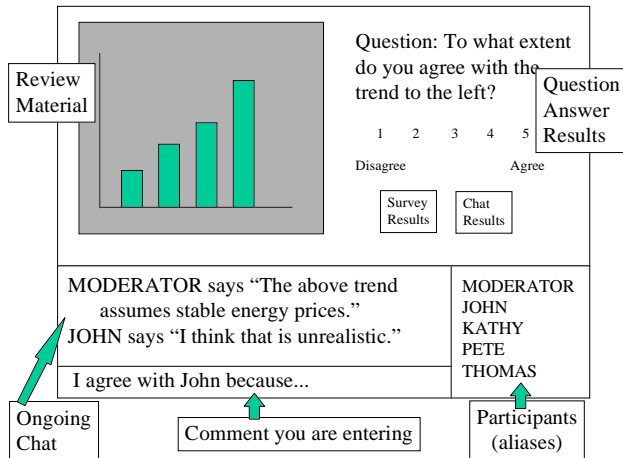 Review
Material
Question: To what extent
do you agree with the
trend to the left?
1 2 3 4 5
Disagree Agree
Survey
Results
Chat
Results
Question
Answer
Results
MODERATOR says “The above trend
assumes stable energy prices.”
JOHN says “I think that is unrealistic.”
I agree with John because...
MODERATOR
JOHN
KATHY
PETE
THOMAS
Ongoing
Chat
Comment you are entering
Participants
(aliases)